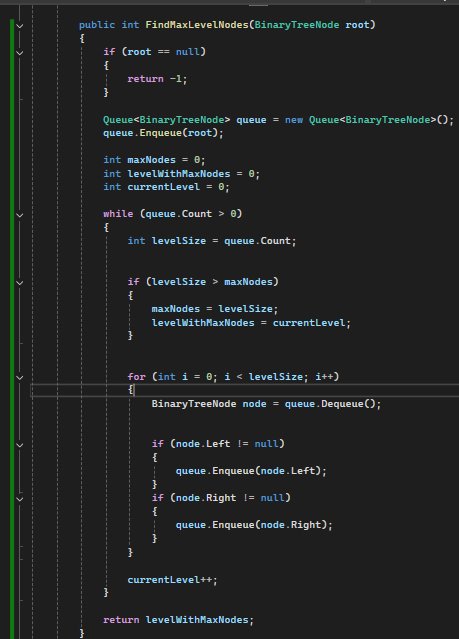 public int FindMaxLevelNodes(BinaryTreeNode root)
{
if (root == null)
{
return -1;
}
Queue<BinaryTreeNode> queue = new Queue<BinaryTreeNode>();
queue.Enqueue(root);
int maxNodes = 0;
int levelWithMaxNodes = 0;
int currentLevel = 0;
while (queue.Count > 0)
{
int levelSize = queue.Count;
if (levelSize > maxNodes)
{
maxNodes = levelSize;
levelWithMaxNodes = currentLevel;
}
for (int i = 0; i < levelSize; i++)
{
BinaryTreeNode node = queue.Dequeue();
if (node.Left != null)
{
queue.Enqueue(node.Left);
}
if (node.Right != null)
{
queue.Enqueue(node.Right);
}
}
currentLevel++;
}
return levelWithMaxNodes;
}